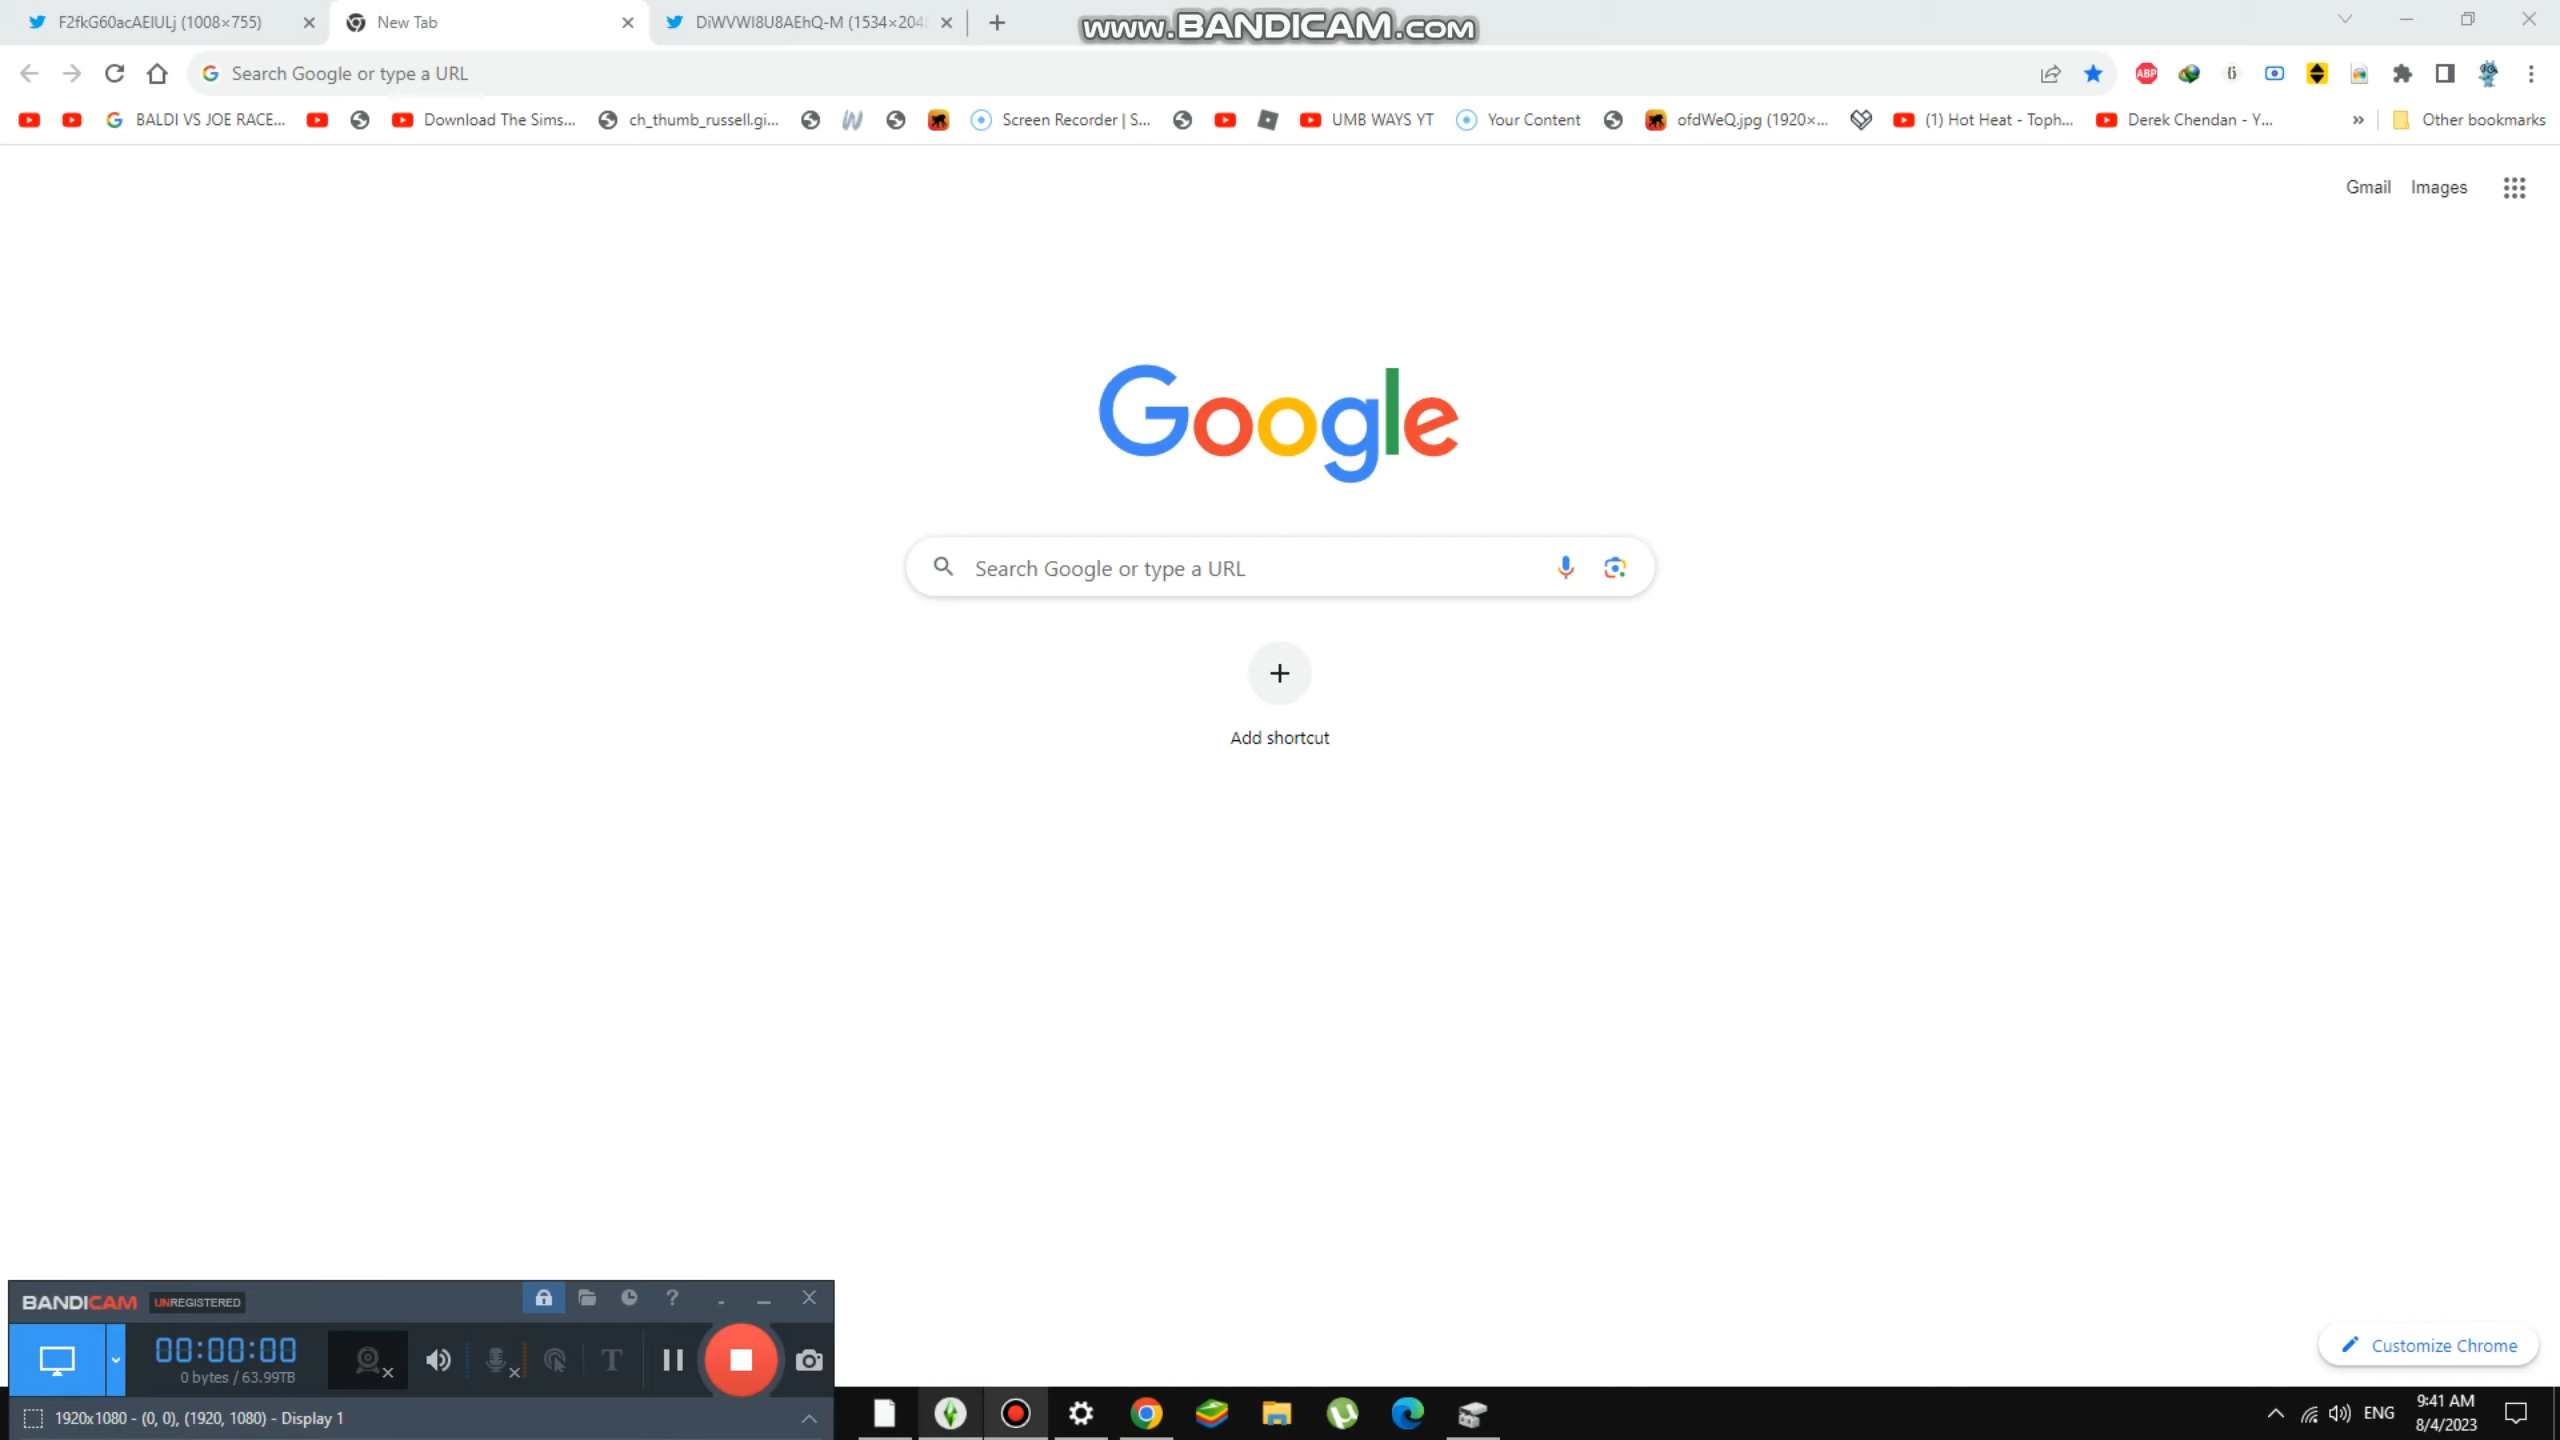 F2fkG60acAEIULj (1008×755)
New Tab
DiWVWI8U8AEhQ-M (1534×204
www.BANDICAM.com
Search Google or type a URL
BALDI VS JOE RACE...
Download The Sims...
ch_thumb_russell.gi...
Screen Recorder | S...
UMB WAYS YT
Your Content
ofdWeQ.jpg (1920×...
(1) Hot Heat - Toph...
Derek Chendan - Y...
Other bookmarks
Gmail
Images
Google
Search Google or type a URL
Add shortcut
BANDICAM UNREGISTERED
00:00:00
0 bytes / 63.99TB
1920x1080 - (0, 0), (1920, 1080) - Display 1
Customize Chrome
ENG
9:41 AM
8/4/2023